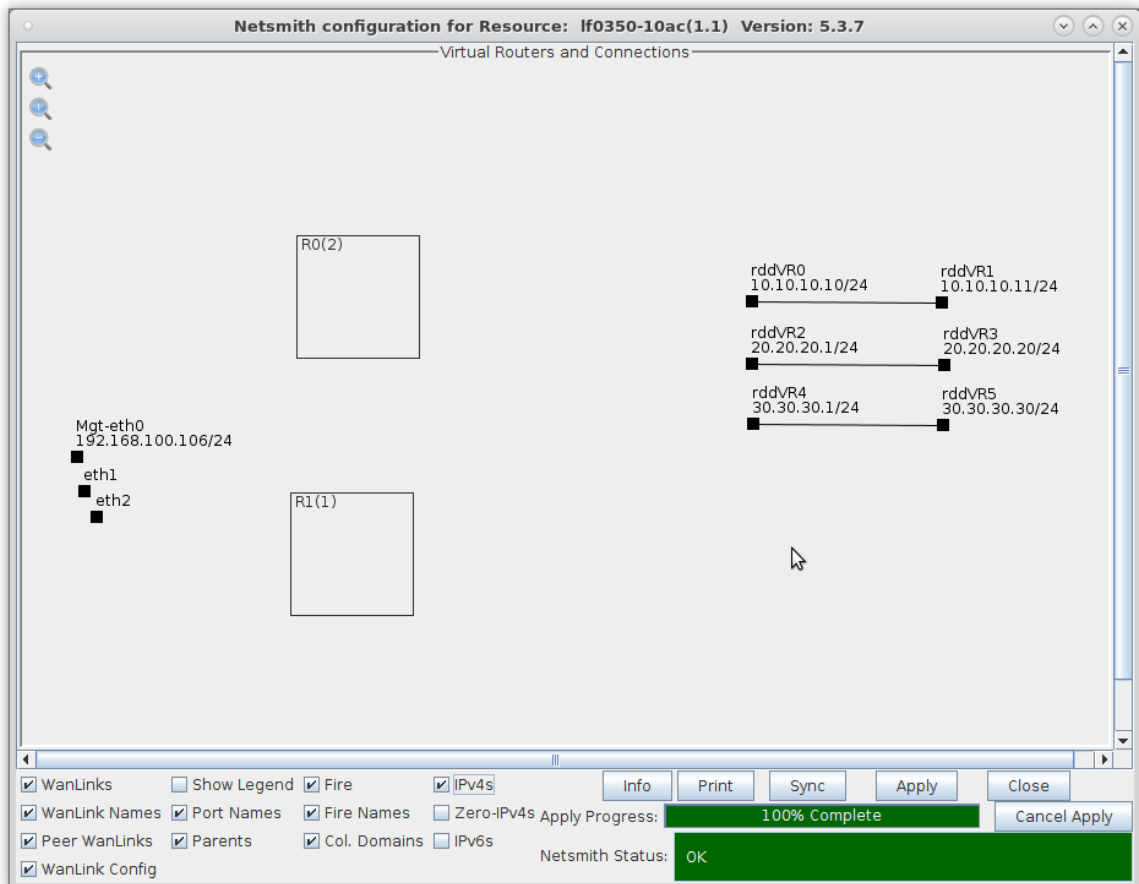 Netsmith configuration for Resource:  lf0350-10ac(1.1)  Version: 5.3.7
Virtual Routers and Connections
R0(2)
rddVR0
10.10.10.10/24
rddVR1
10.10.10.11/24
rddVR2
20.20.20.1/24
rddVR3
20.20.20.20/24
rddVR4
30.30.30.1/24
rddVR5
30.30.30.30/24
Mgt-eth0
192.168.100.106/24
eth1
eth2
R1(1)
WanLinks Show Legend Fire IPv4s Info Print Sync Apply Close
WanLink Names Port Names Fire Names Zero-IPv4s Apply Progress: 100% Complete Cancel Apply
Peer WanLinks Parents Col. Domains IPv6s Netsmith Status: OK
WanLink Config